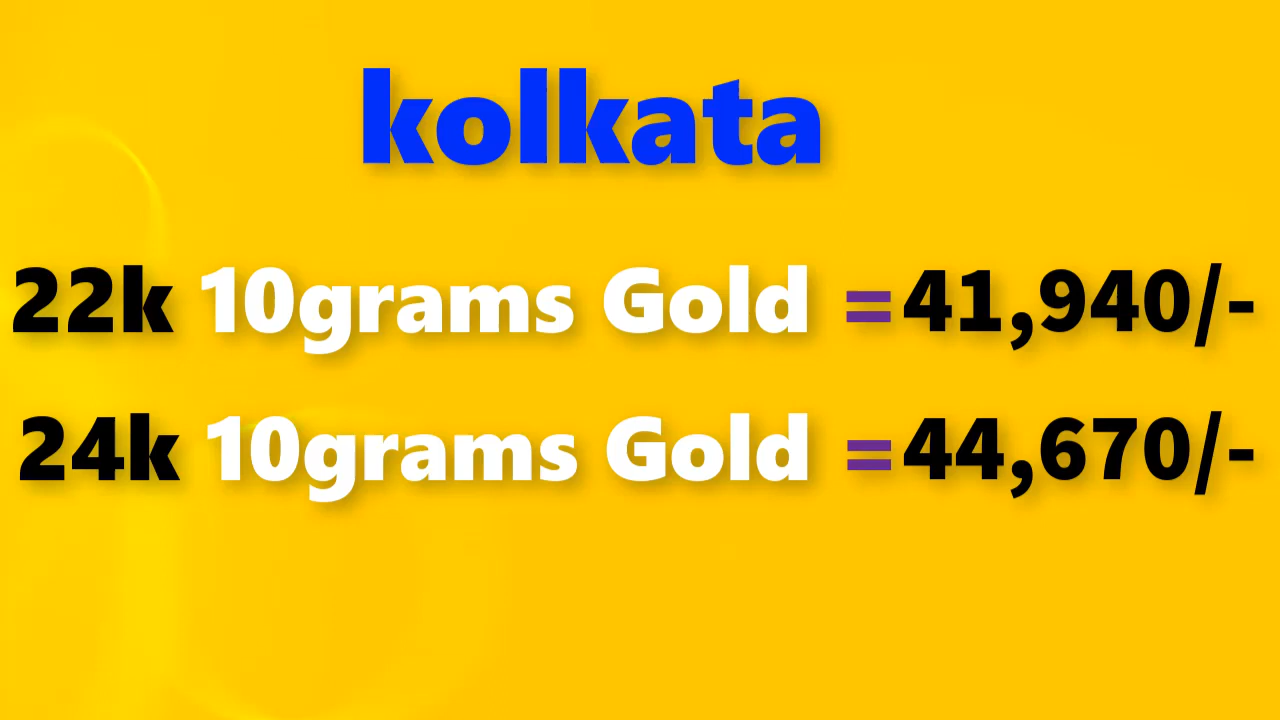 kolkata
22k 10grams Gold =41,940/-
24k 10grams Gold =44,670/-